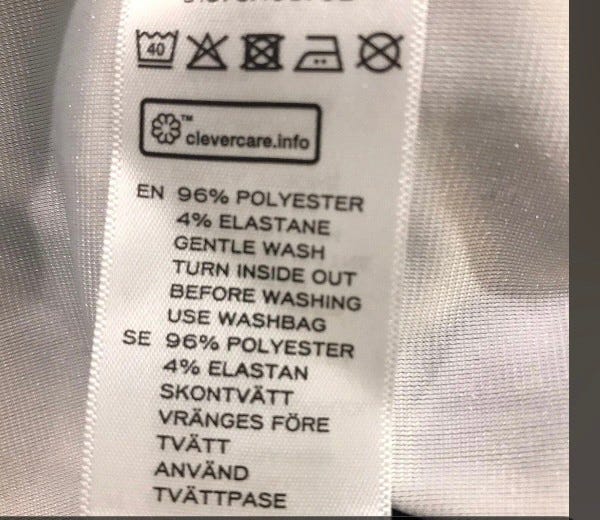 40
™
clevercare.info
EN 96% POLYESTER
4% ELASTANE
GENTLE WASH
TURN INSIDE OUT
BEFORE WASHING
USE WASHBAG
SE 96% POLYESTER
4% ELASTAN
SKONTVÄTT
VRÄNGES FÖRE
TVÄTT
ANVÄND
TVÄTTPASE